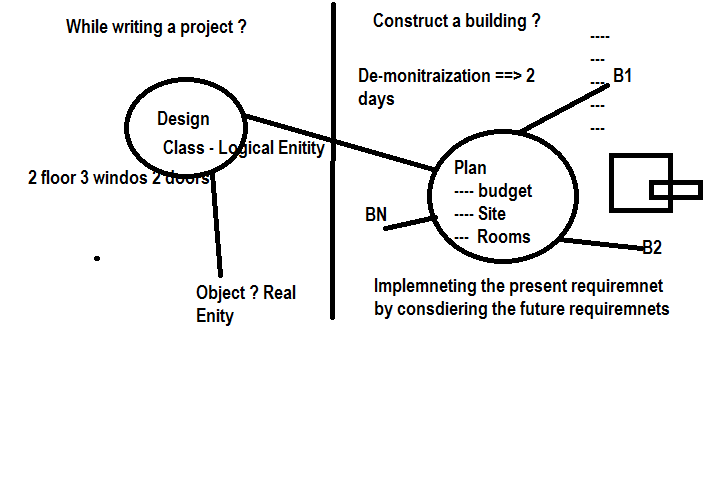 While writing a project ?
Design
Class - Logical Enitity
2 floor 3 windos 2 doors
Object ? Real
Enity
Construct a building ?
----
---
De-monitraization ==> 2
days
---- B1
---
---
Plan
---- budget
---- Site
--- Rooms
BN
B2
Implemneting the present requiremnet
by consdiering the future requiremnets